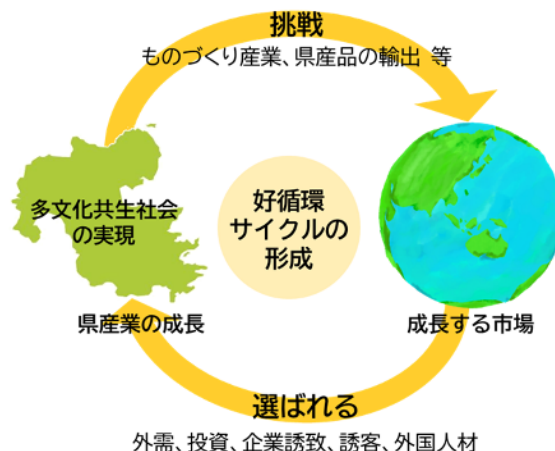 挑戦
ものづくり産業、県産品の輸出 等
多文化共生社会
の実現
好循環
サイクルの
形成
県産業の成長
成長する市場
選ばれる
外需、投資、企業誘致、誘客、外国人材